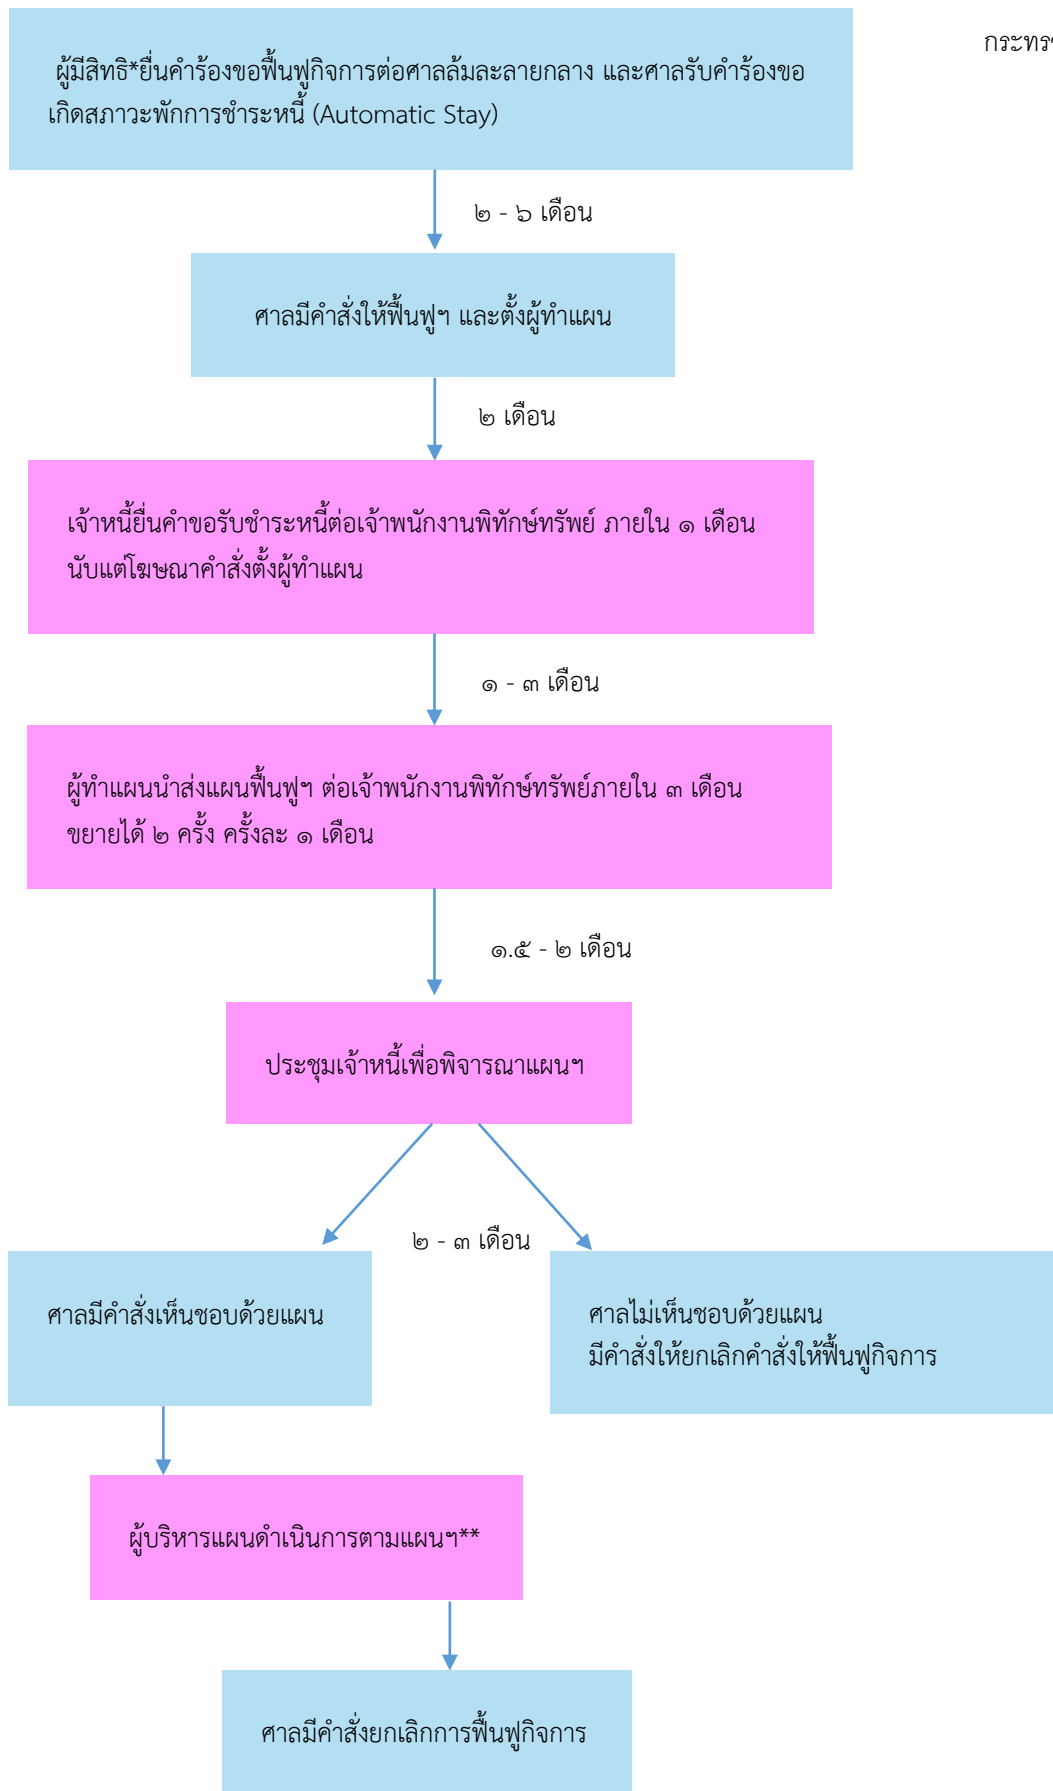 กระทร
ผู้มีสิทธิ*ยื่นคำร้องขอฟื้นฟูกิจการต่อศาลล้มละลายกลาง และศาลรับคำร้องขอ
เกิดสภาวะพักการชำระหนี้ (Automatic Stay)
๒ - ๖ เดือน
ศาลมีคำสั่งให้ฟื้นฟูฯ และตั้งผู้ทำแผน
๒ เดือน
เจ้าหนี้ยื่นคำขอรับชำระหนี้ต่อเจ้าพนักงานพิทักษ์ทรัพย์ ภายใน ๑ เดือน
นับแต่โฆษณาคำสั่งตั้งผู้ทำแผน
๑ - ๓ เดือน
ผู้ทำแผนนำส่งแผนฟื้นฟูฯ ต่อเจ้าพนักงานพิทักษ์ทรัพย์ภายใน ๓ เดือน
ขยายได้ ๒ ครั้ง ครั้งละ ๑ เดือน
๑.๕ - ๒ เดือน
ประชุมเจ้าหนี้เพื่อพิจารณาแผนฯ
๒ - ๓ เดือน
ศาลมีคำสั่งเห็นชอบด้วยแผน
ศาลไม่เห็นชอบด้วยแผน
มีคำสั่งให้ยกเลิกคำสั่งให้ฟื้นฟูกิจการ
ผู้บริหารแผนดำเนินการตามแผนฯ**
ศาลมีคำสั่งยกเลิกการฟื้นฟูกิจการ